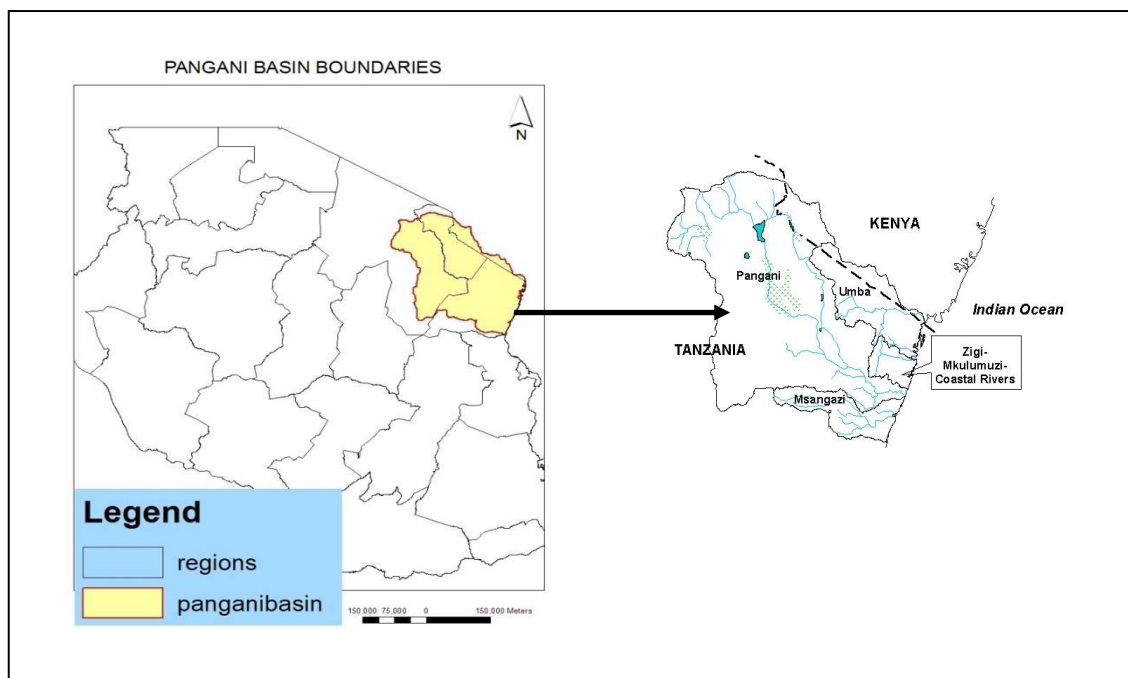 PANGANI BASIN BOUNDARIES
N
Legend
regions
panganibasin
150,000 75,000 0 150,000 Meters
KENYA
Pangani
Umba
Indian Ocean
TANZANIA
Zigi-
Mkulumuzi-
Coastal Rivers
Msangazi